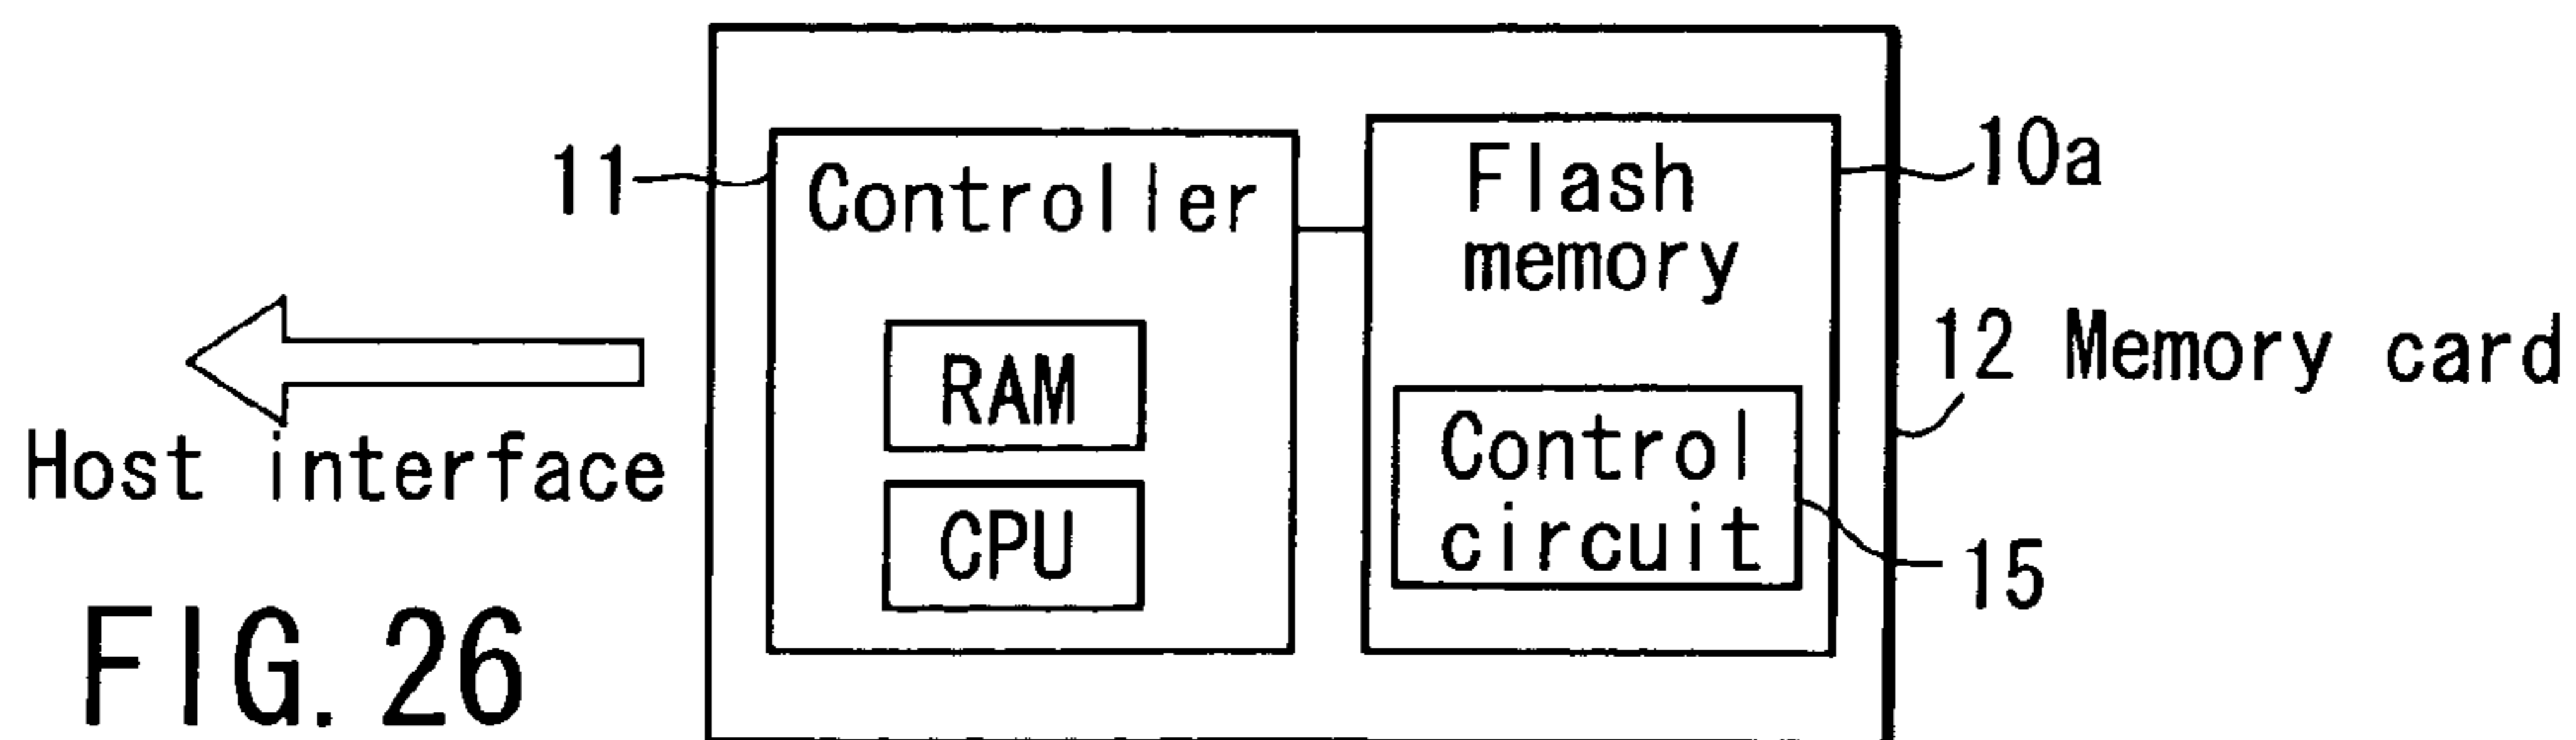 11
Controller
RAM
CPU
Flash
memory
Control
circuit
10a
12 Memory card
15
Host interface
FIG. 26